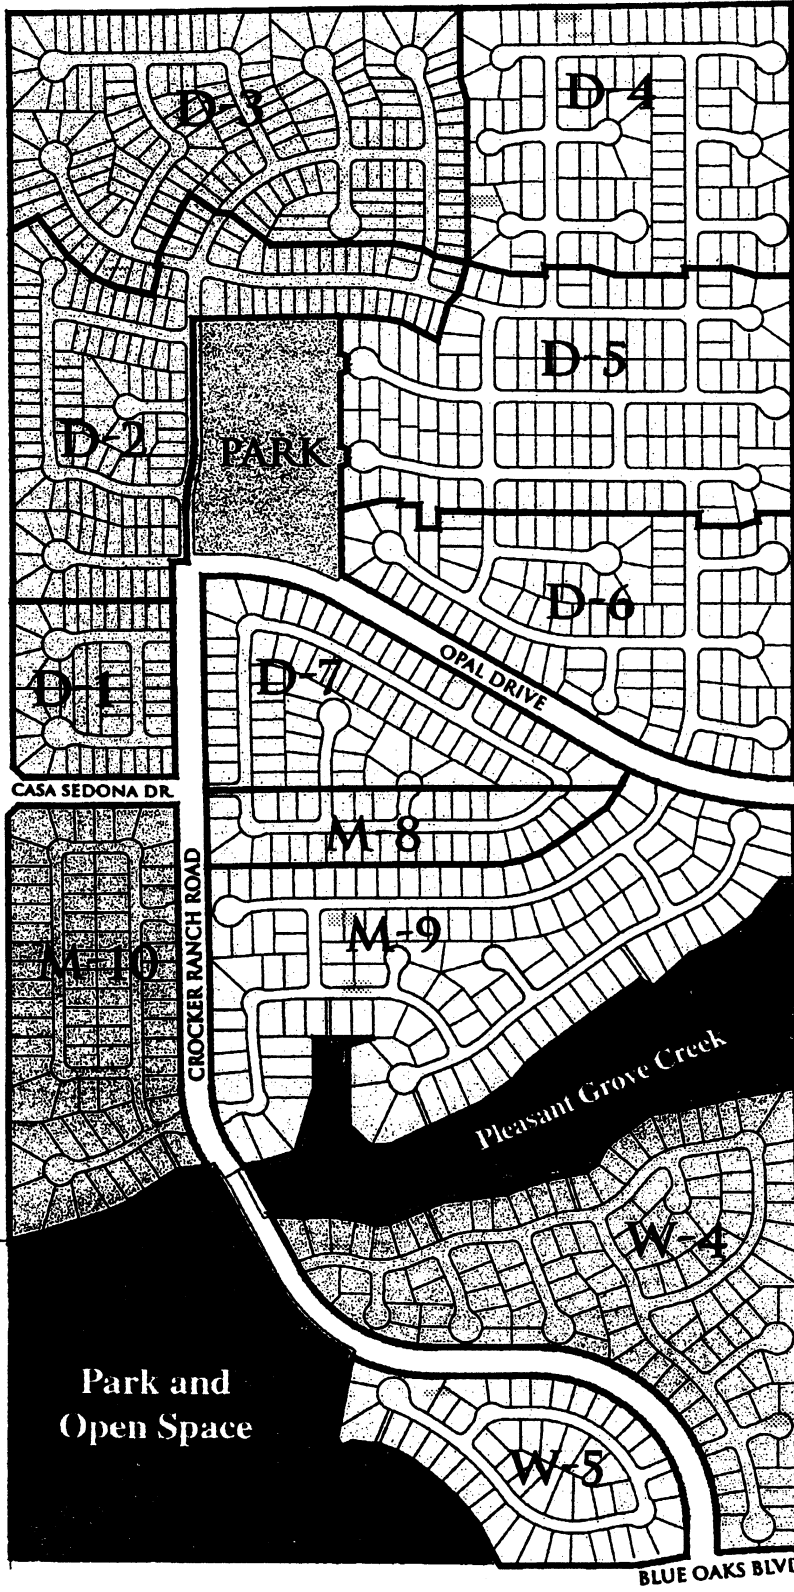 D-3
D-4
D-5
D-2
PARK
D-6
OPAL DRIVE
D-7
D-1
CASA SEDONA DR.
M-8
CROCKER RANCH ROAD
M-9
M-10
Pleasant Grove Creek
W-4
Park and
Open Space
W-5
BLUE OAKS BLVD